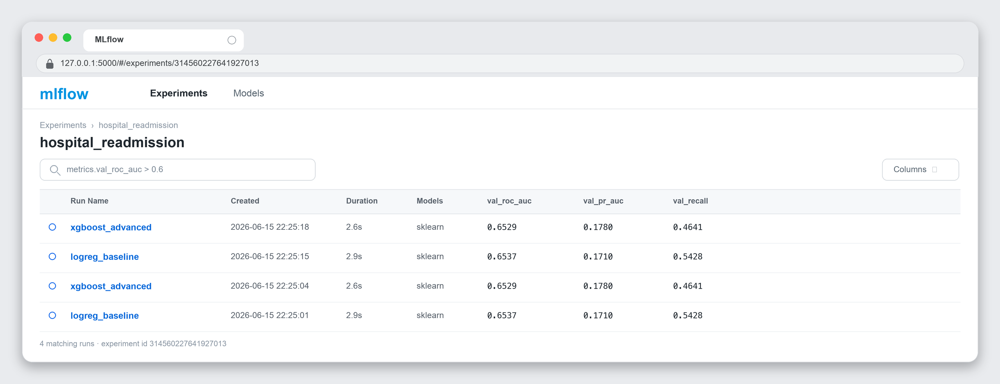 MLflow
127.0.0.1:5000/#/experiments/314560227641927013
mlflow Experiments Models
Experiments › hospital_readmission
hospital_readmission
metrics.val_roc_auc > 0.6 Columns
Run Name Created Duration Models val_roc_auc val_pr_auc val_recall
xgboost_advanced 2026-06-15 22:25:18 2.6s sklearn 0.6529 0.1780 0.4641
logreg_baseline 2026-06-15 22:25:15 2.9s sklearn 0.6537 0.1710 0.5428
xgboost_advanced 2026-06-15 22:25:04 2.6s sklearn 0.6529 0.1780 0.4641
logreg_baseline 2026-06-15 22:25:01 2.9s sklearn 0.6537 0.1710 0.5428
4 matching runs · experiment id 314560227641927013